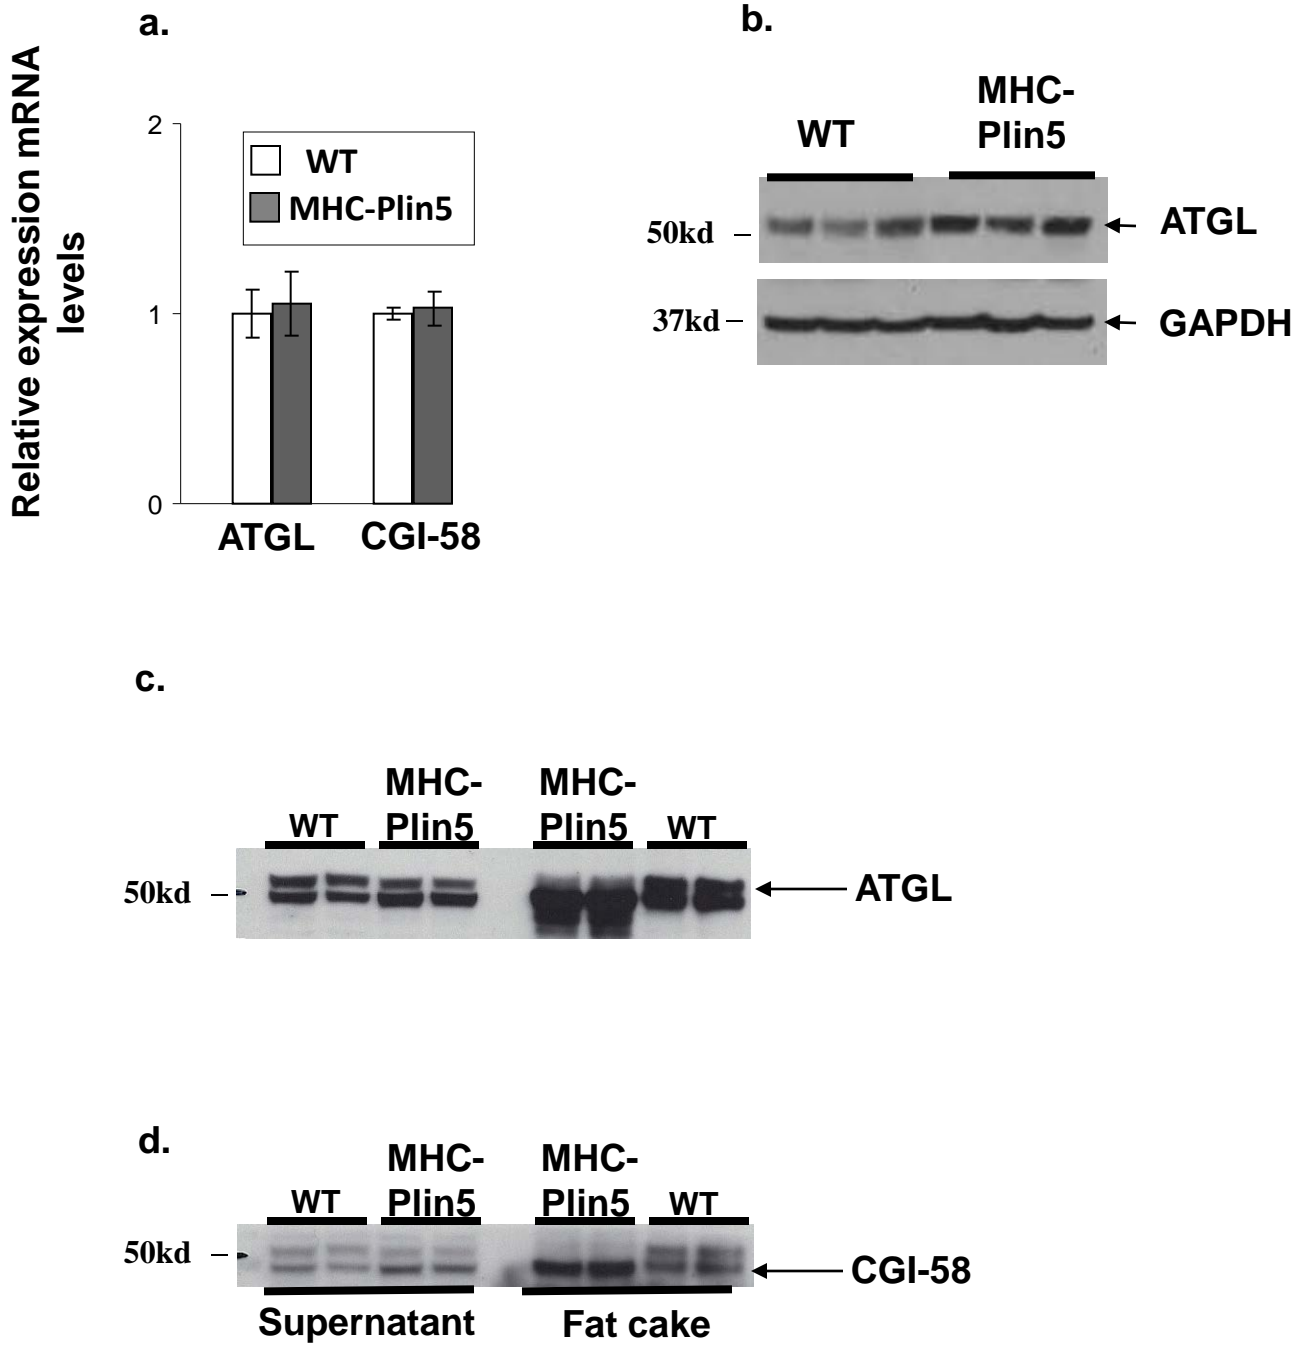 a.
Relative expression mRNA
levels
2
1
0
WT
MHC-Plin5
ATGL
CGI-58
b.
WT
MHC-
Plin5
50kd
ATGL
37kd
GAPDH
c.
WT
MHC-
Plin5
MHC-
Plin5
WT
50kd
ATGL
d.
WT
MHC-
Plin5
MHC-
Plin5
WT
50kd
CGI-58
Supernatant
Fat cake